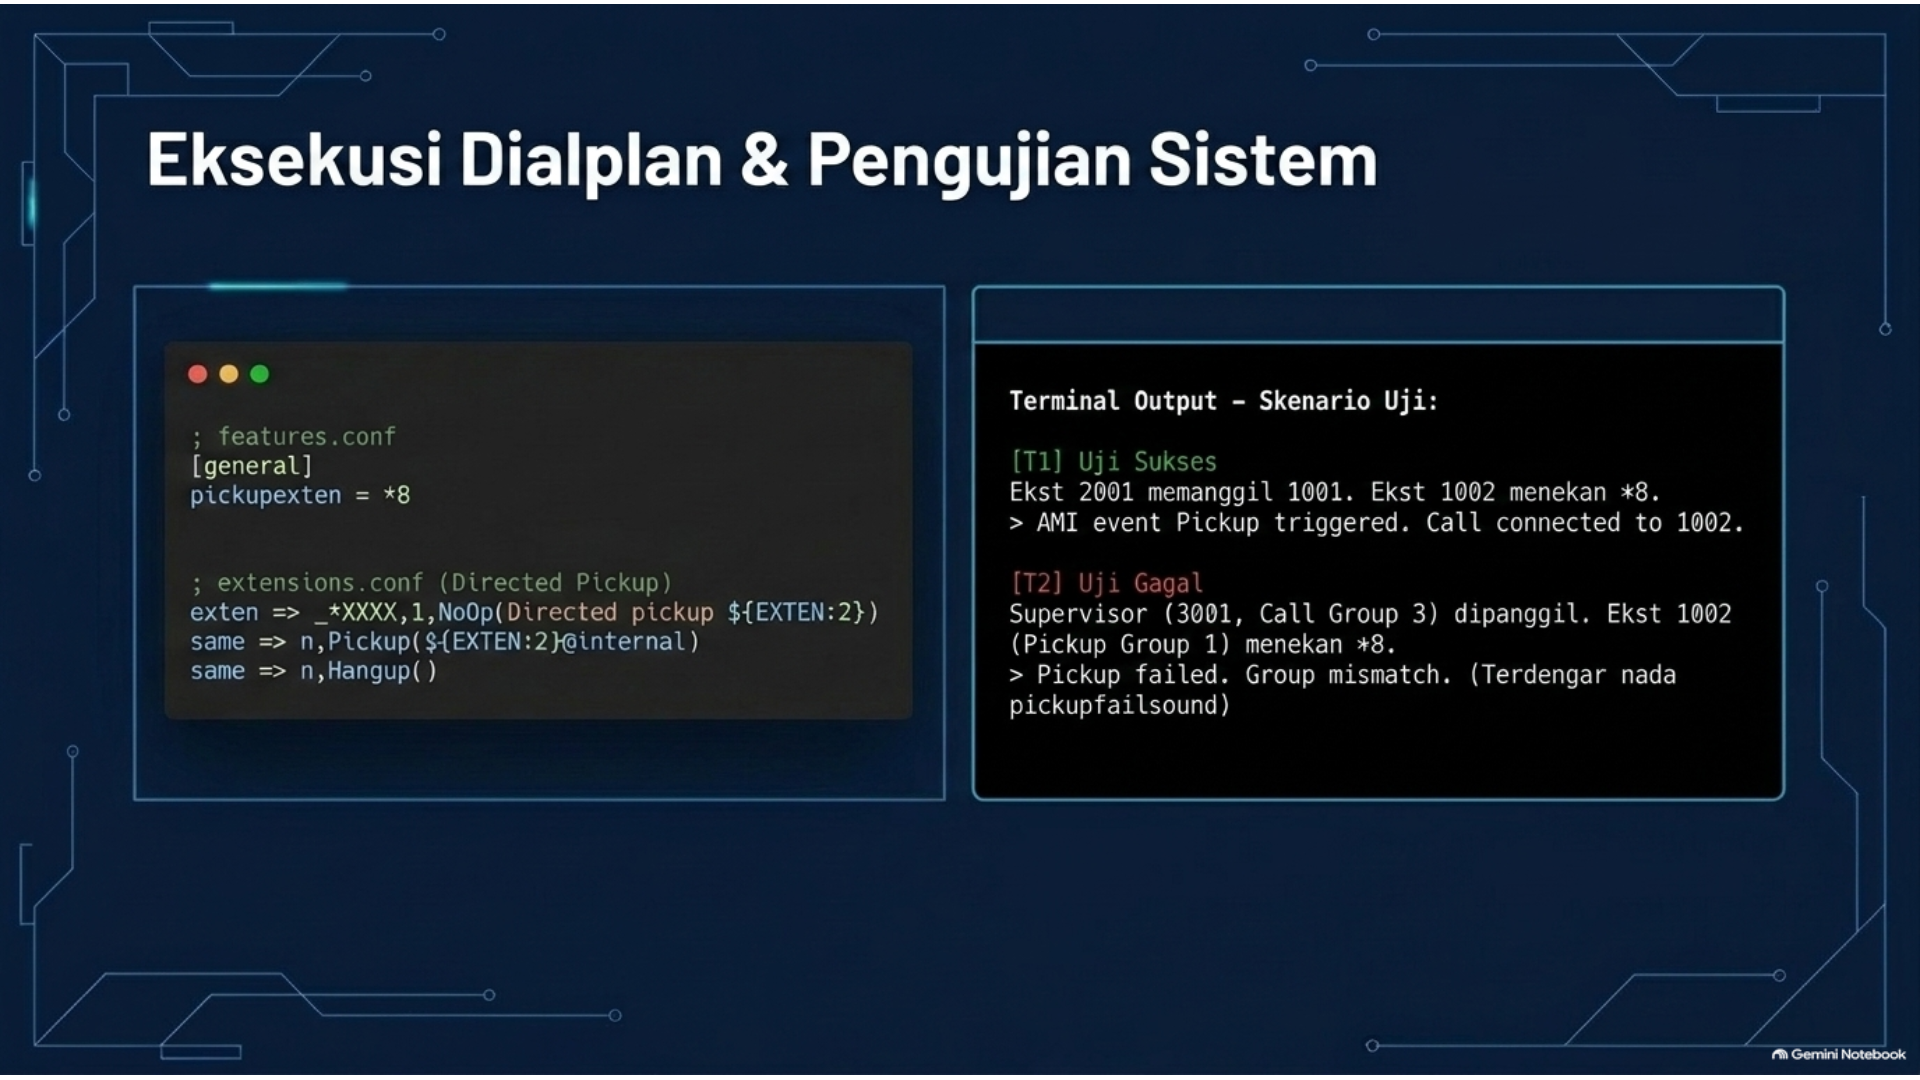 Eksekusi Dialplan & Pengujian Sistem
; features.conf
[general]
pickupexten = *8
; extensions.conf (Directed Pickup)
exten => _*XXXX,1,NoOp(Directed pickup ${EXTEN:2})
same => n,Pickup(${EXTEN:2}@internal)
same => n,Hangup()
Terminal Output – Skenario Uji:
[T1] Uji Sukses
Ekst 2001 memanggil 1001. Ekst 1002 menekan *8.
> AMI event Pickup triggered. Call connected to 1002.
[T2] Uji Gagal
Supervisor (3001, Call Group 3) dipanggil. Ekst 1002
(Pickup Group 1) menekan *8.
> Pickup failed. Group mismatch. (Terdengar nada
pickupfailsound)
Gemini Notebook